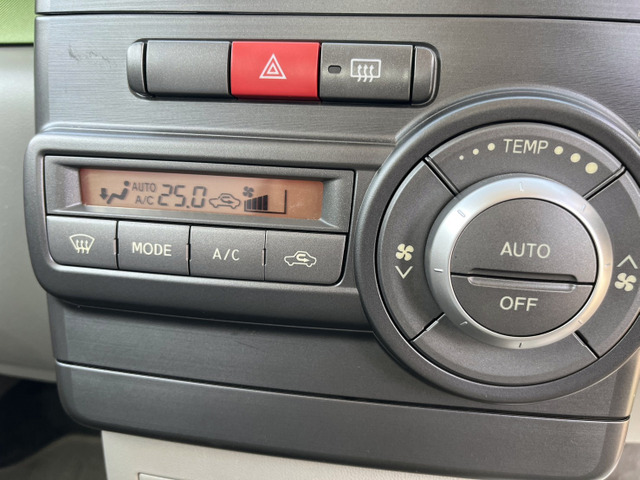 TEMP
AUTO
A/C 25.0
MODE
A/C
AUTO
OFF